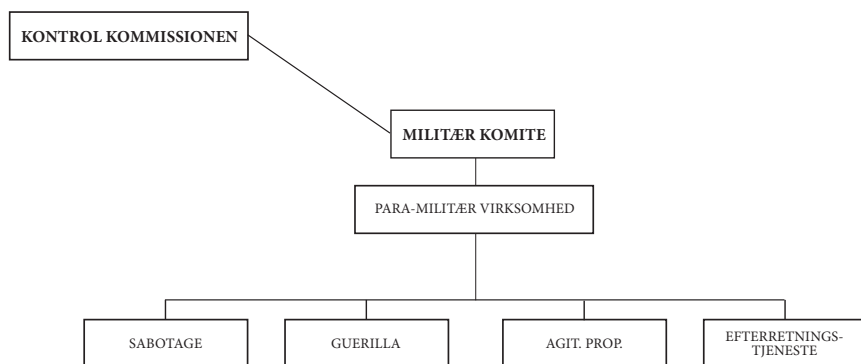 KONTROL KOMMISSIONEN
MILITÆR KOMITE
PARA-MILITÆR VIRKSOMHED
SABOTAGE
GUERILLA
AGIT. PROP.
EFTERRETNINGS-
TJENESTE